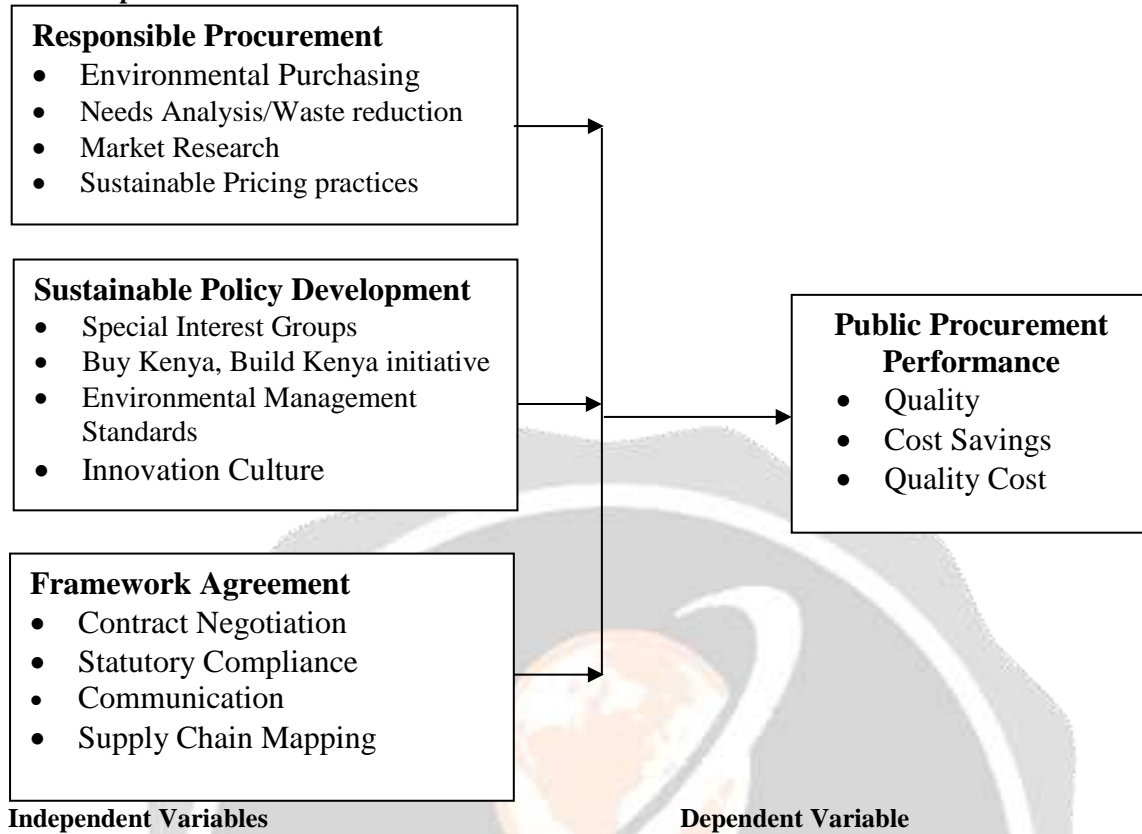 Responsible Procurement
• Environmental Purchasing
• Needs Analysis/Waste reduction
• Market Research
• Sustainable Pricing practices
Sustainable Policy Development
• Special Interest Groups
• Buy Kenya, Build Kenya initiative
• Environmental Management
Standards
• Innovation Culture
Framework Agreement
• Contract Negotiation
• Statutory Compliance
• Communication
• Supply Chain Mapping
Independent Variables
Public Procurement
Performance
• Quality
• Cost Savings
• Quality Cost
Dependent Variable